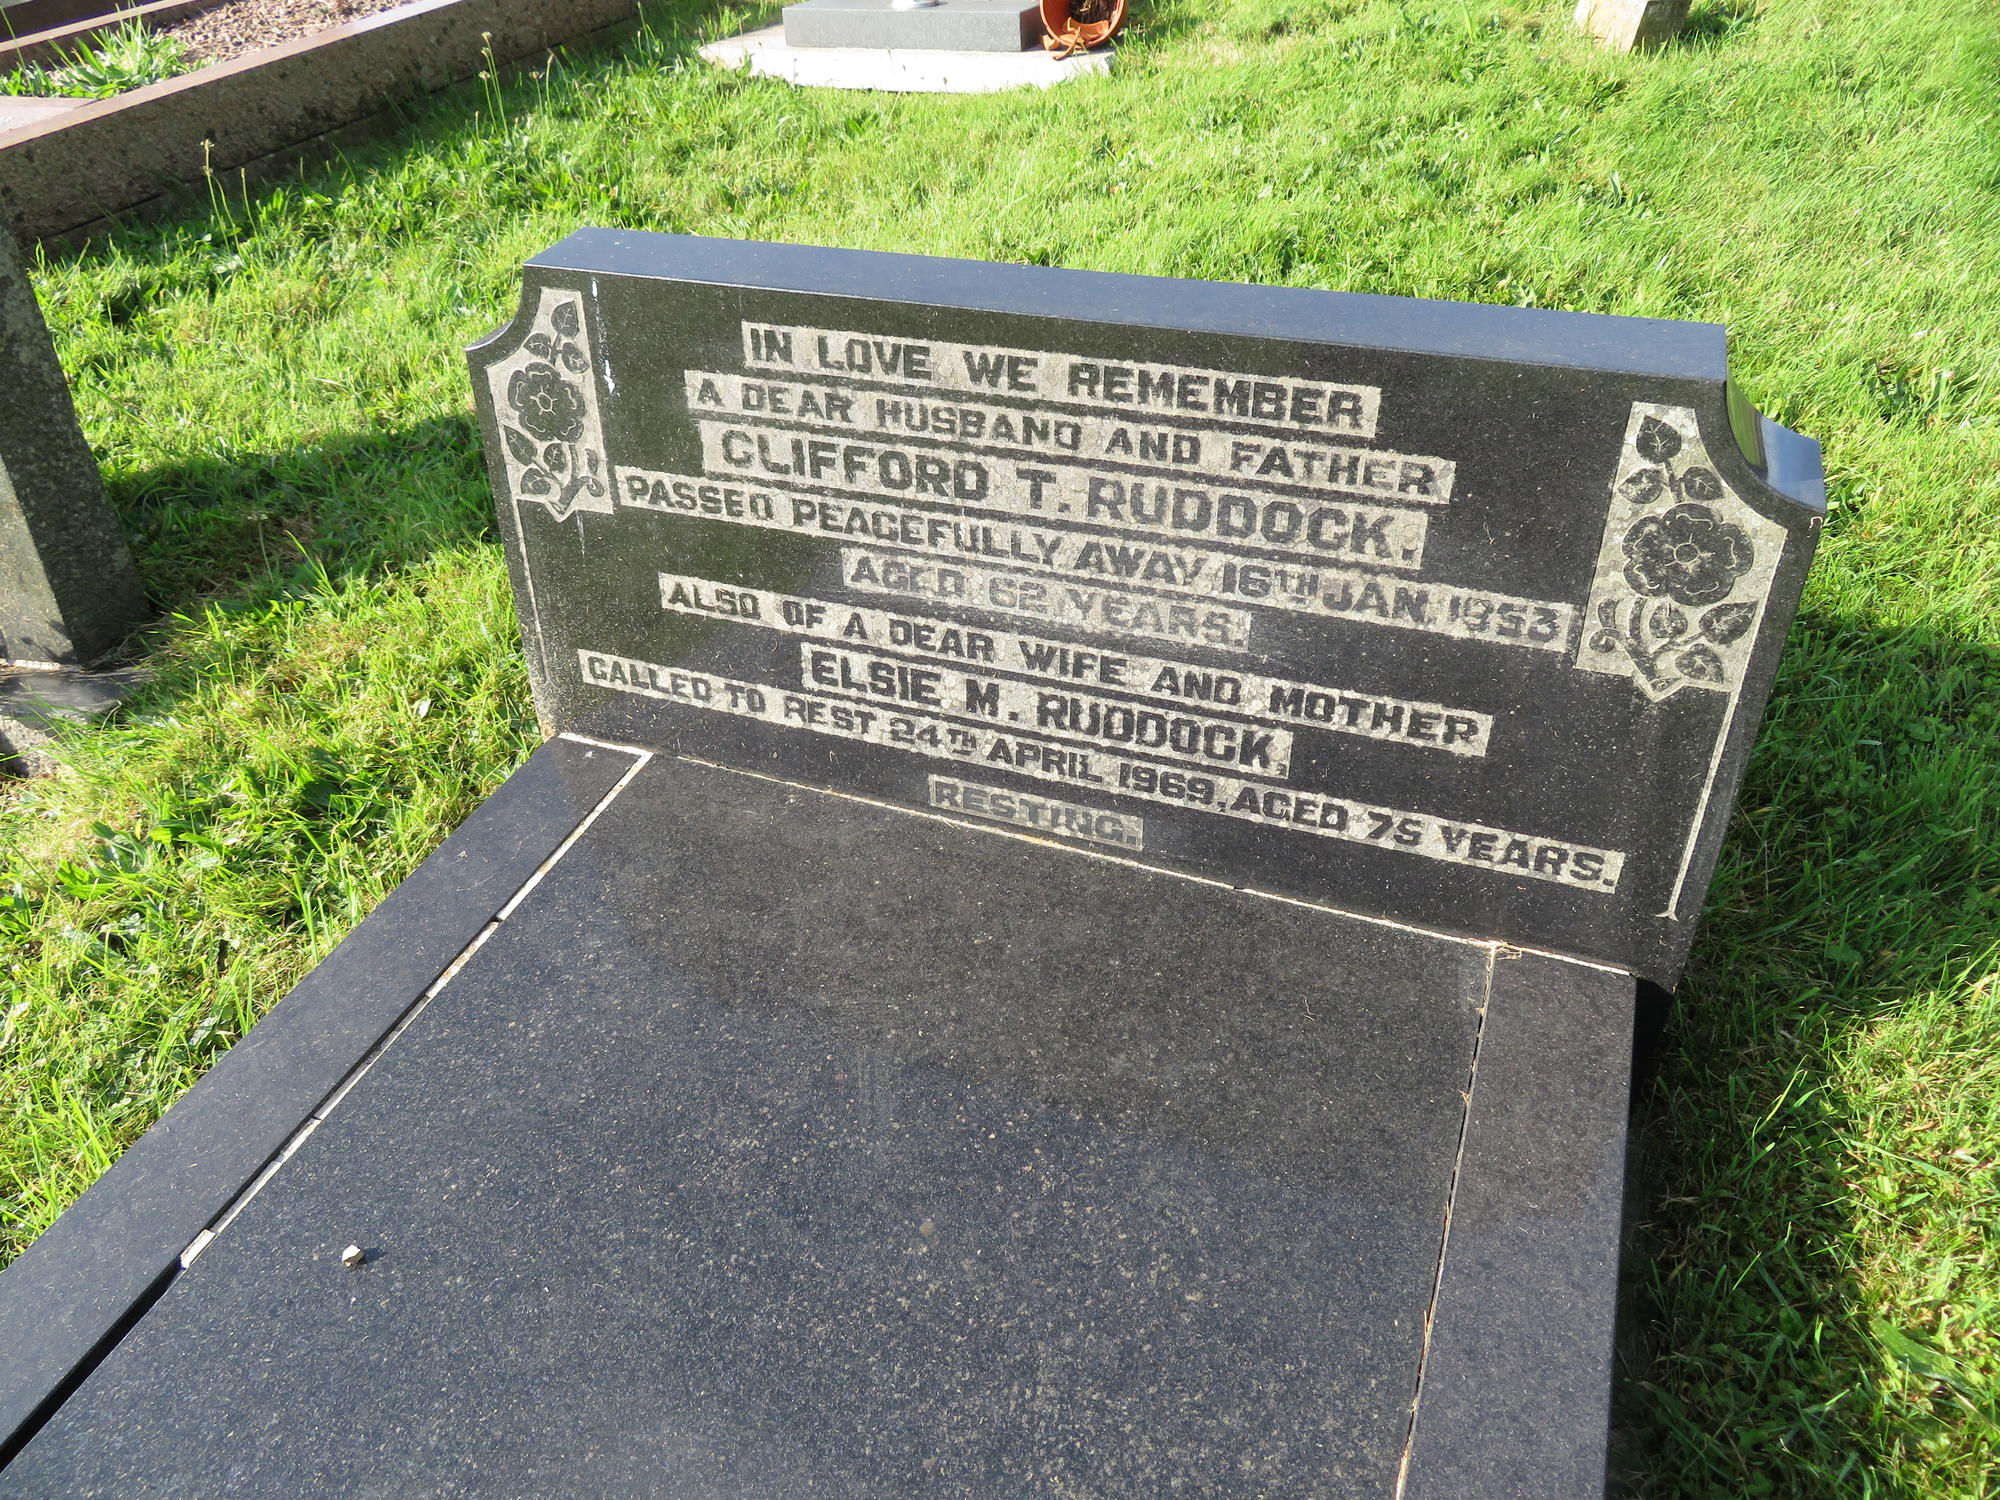 IN LOVE WE REMEMBER
A DEAR HUSBAND AND FATHER
CLIFFORD T. RUDDOCK.
PASSED PEACEFULLY AWAY 16TH JAN. 1953
AGED 62 YEARS.
ALSO OF A DEAR WIFE AND MOTHER
ELSIE M. RUDDOCK,
CALLED TO REST 24TH APRIL 1969, AGED 75 YEARS.
RESTING.